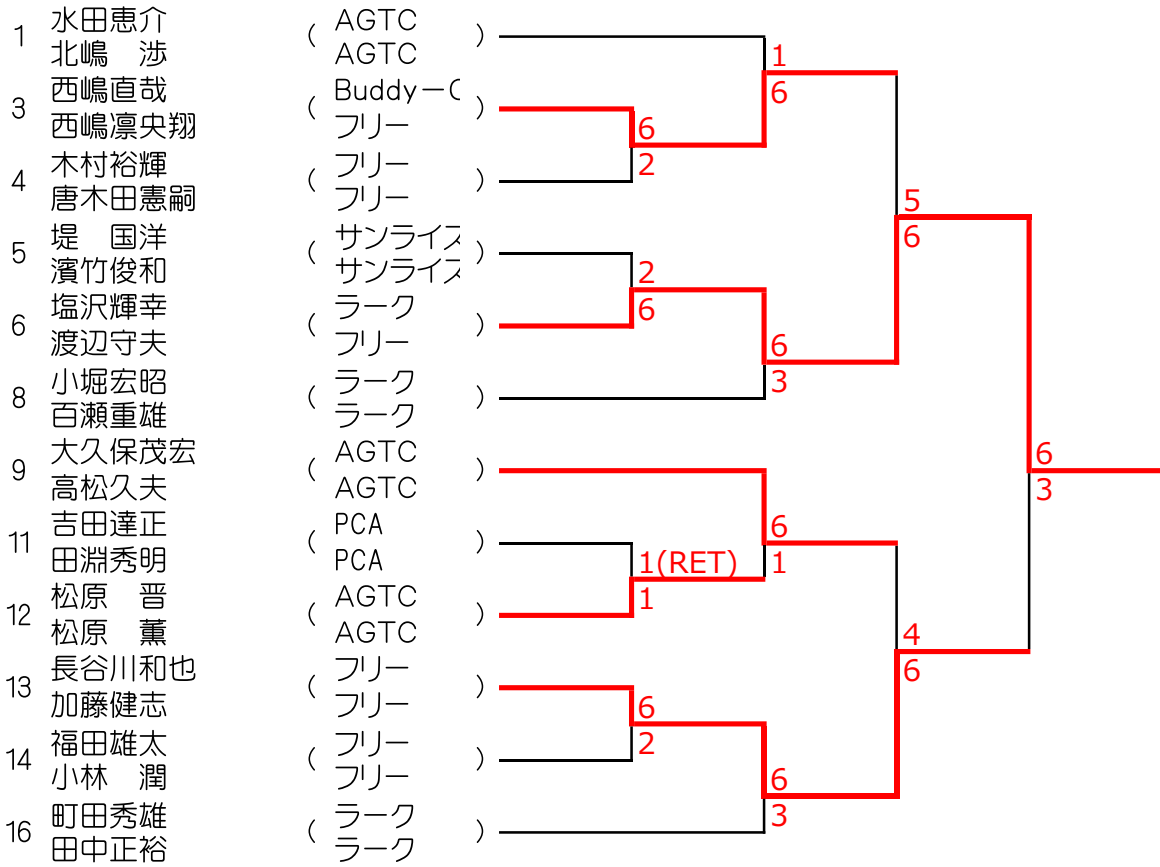 1 水田恵介 ( AGTC )
北嶋 渉 AGTC
3 西嶋直哉 ( Buddy－C )
西嶋凛央翔 フリー
4 木村裕輝 ( フリー )
唐木田憲嗣 フリー
5 堤 国洋 ( サンライズ )
濱竹俊和 サンライズ
6 塩沢輝幸 ( ラーク )
渡辺守夫 フリー
8 小堀宏昭 ( ラーク )
百瀬重雄 ラーク
9 大久保茂宏 ( AGTC )
高松久夫 AGTC
11 吉田達正 ( PCA )
田淵秀明 PCA
12 松原 晋 ( AGTC )
松原 薫 AGTC
13 長谷川和也 ( フリー )
加藤健志 フリー
14 福田雄太 ( フリー )
小林 潤 フリー
16 町田秀雄 ( ラーク )
田中正裕 ラーク
6
2
2
6
1(RET)
1
6
2
1
6
6
3
6
1
6
3
5
6
4
6
6
3